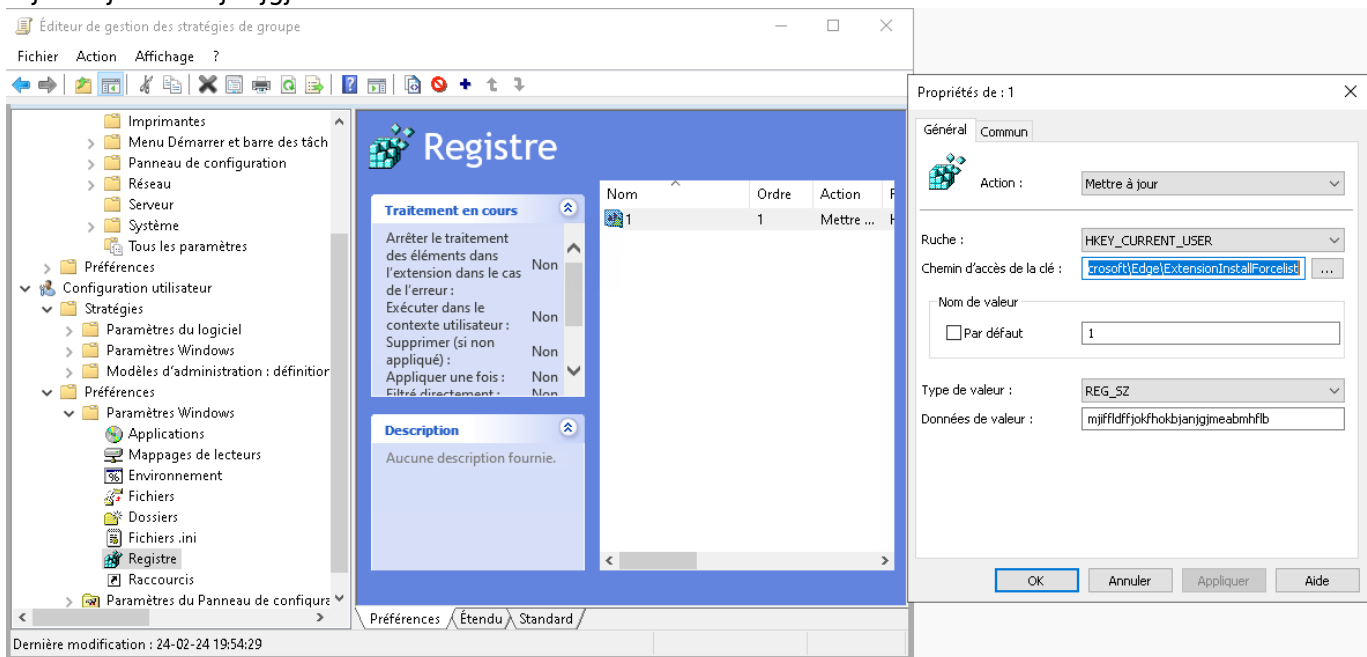 Éditeur de gestion des stratégies de groupe
Fichier Action Affichage ?
Imprimantes
Menu Démarrer et barre des tâch
Panneau de configuration
Réseau
Serveur
Système
Tous les paramètres
Préférences
Configuration utilisateur
Stratégies
Paramètres du logiciel
Paramètres Windows
Modèles d'administration : définition
Préférences
Paramètres Windows
Applications
Mappages de lecteurs
Environnement
Fichiers
Dossiers
Fichiers .ini
Registre
Raccourcis
Paramètres du Panneau de configura
Registre
Traitement en cours
Arrêter le traitement
des éléments dans
l'extension dans le cas
de l'erreur :
Non
Exécuter dans le
contexte utilisateur :
Non
Supprimer (si non
appliqué) :
Non
Appliquer une fois : Non
Filtré directement : Non
Description
Aucune description fournie.
Nom Ordre Action
1 1 Mettre ...
Préférences Étendu Standard
Dernière modification : 24-02-24 19:54:29
Propriétés de : 1
Général Commun
Action : Mettre à jour
Ruche : HKEY_CURRENT_USER
Chemin d'accès de la clé : crosoft\Edge\ExtensionInstallForcelist ...
Nom de valeur
Par défaut 1
Type de valeur : REG_SZ
Données de valeur : mjiffldffjokfhokbjanjgjmeabmhflb
OK Annuler Appliquer Aide